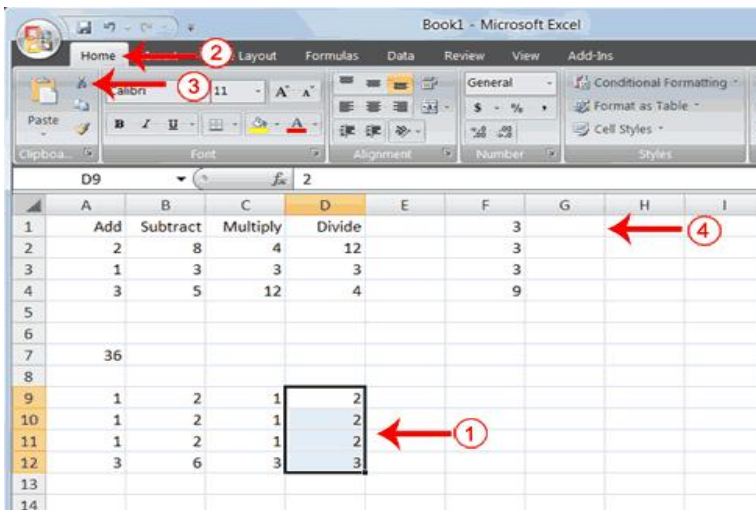 Book1 - Microsoft Excel
Home 2 Layout Formulas Data Review View Add-Ins
3
Paste
Calibri 11 A A General Conditional Formatting
B I U A $ % , Format as Table
Cell Styles
Clipboa... Font Alignment Number Styles
D9 fx 2
A B C D E F G H I
1 Add Subtract Multiply Divide 3 4
2 2 8 4 12 3
3 1 3 3 3 3
4 3 5 12 4 9
5
6
7 36
8
9 1 2 1 2
10 1 2 1 2 1
11 1 2 1 2
12 3 6 3 3
13
14